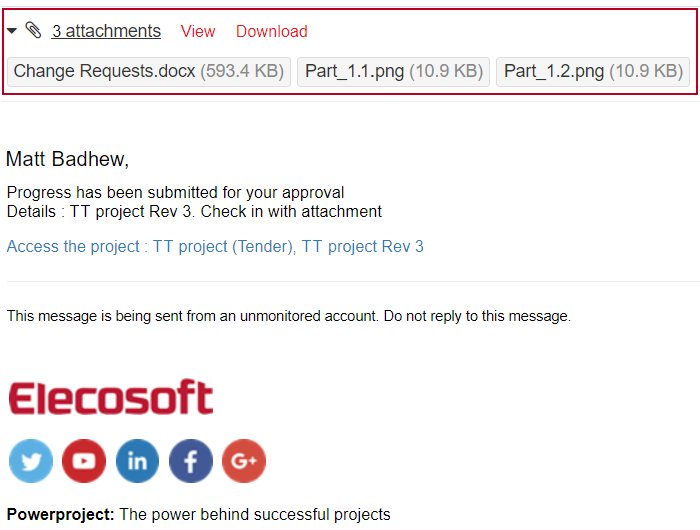 3 attachments View Download
Change Requests.docx (593.4 KB) Part_1.1.png (10.9 KB) Part_1.2.png (10.9 KB)
Matt Badhew,
Progress has been submitted for your approval
Details : TT project Rev 3. Check in with attachment
Access the project : TT project (Tender), TT project Rev 3
This message is being sent from an unmonitored account. Do not reply to this message.
Elecosoft
in f G+
Powerproject: The power behind successful projects